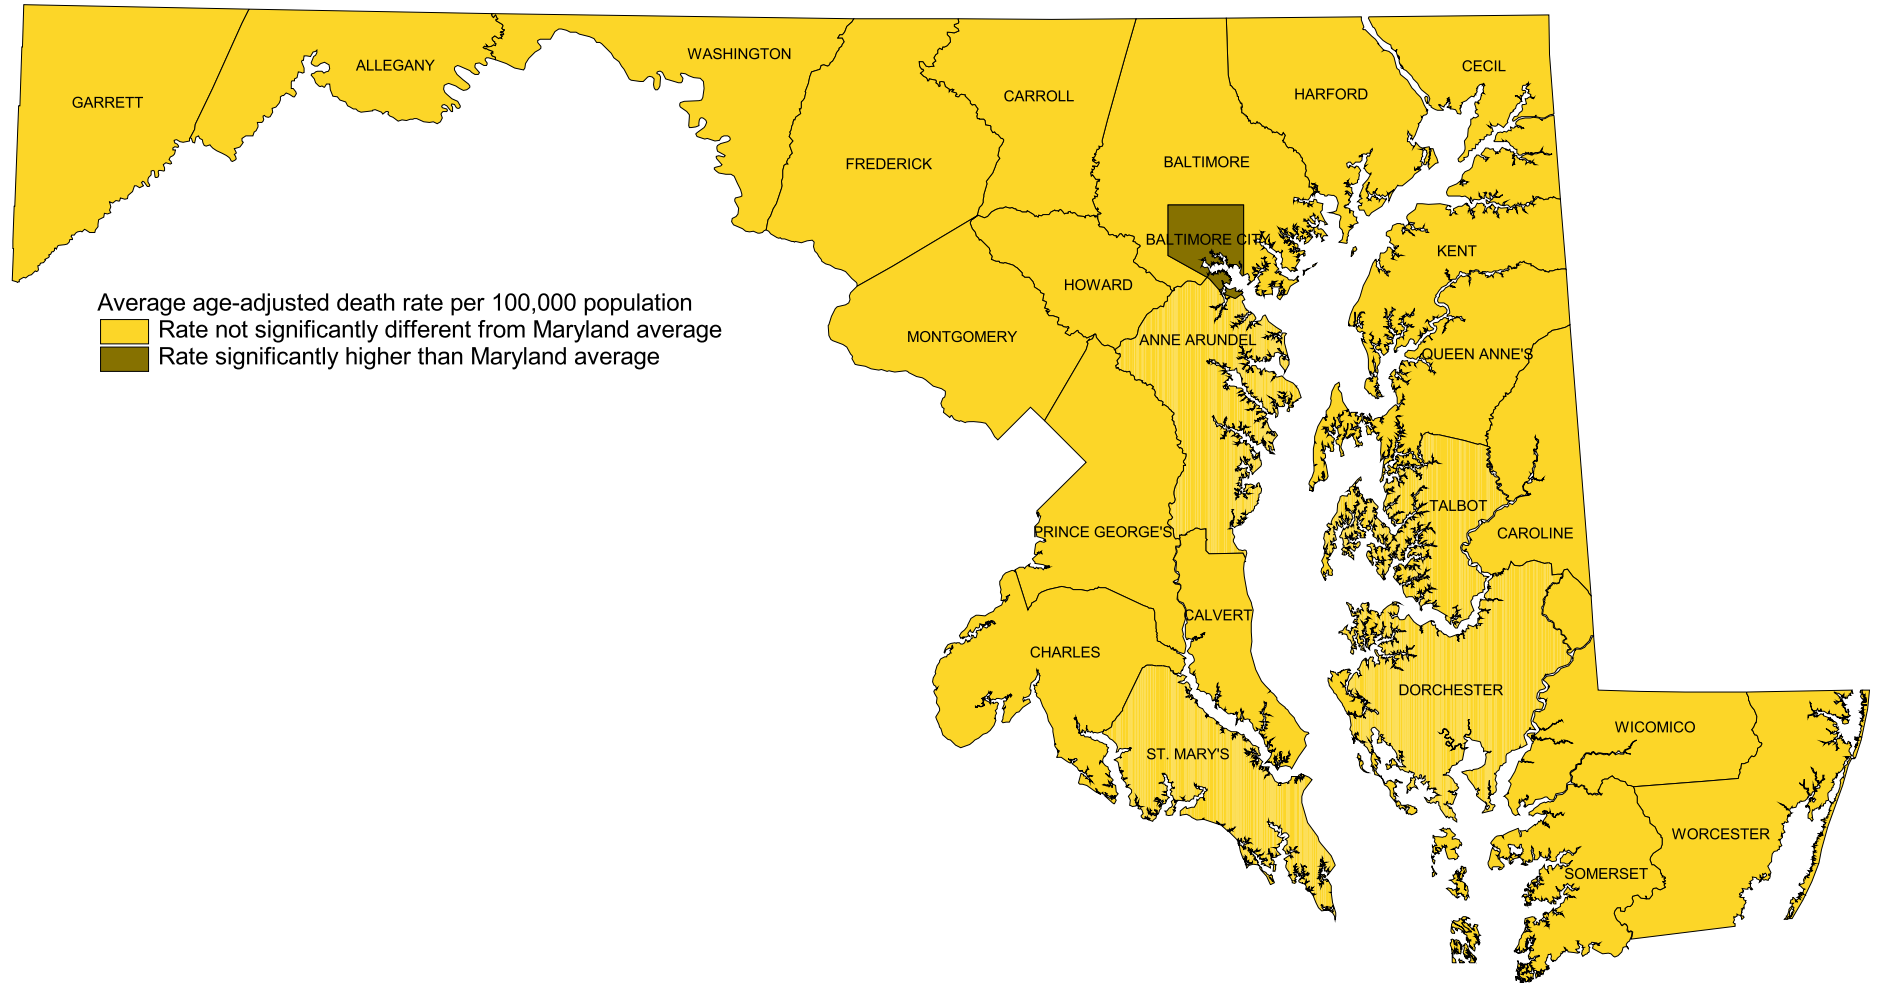 WASHINGTON
ALLEGANY
CECIL
GARRETT
CARROLL
HARFORD
FREDERICK
BALTIMORE
BALTIMORE CITY
KENT
HOWARD
Average age-adjusted death rate per 100,000 population
Rate not significantly different from Maryland average
Rate significantly higher than Maryland average
MONTGOMERY
ANNE ARUNDEL
QUEEN ANNE'S
TALBOT
PRINCE GEORGE'S
CAROLINE
CALVERT
CHARLES
DORCHESTER
WICOMICO
ST. MARY'S
WORCESTER
SOMERSET